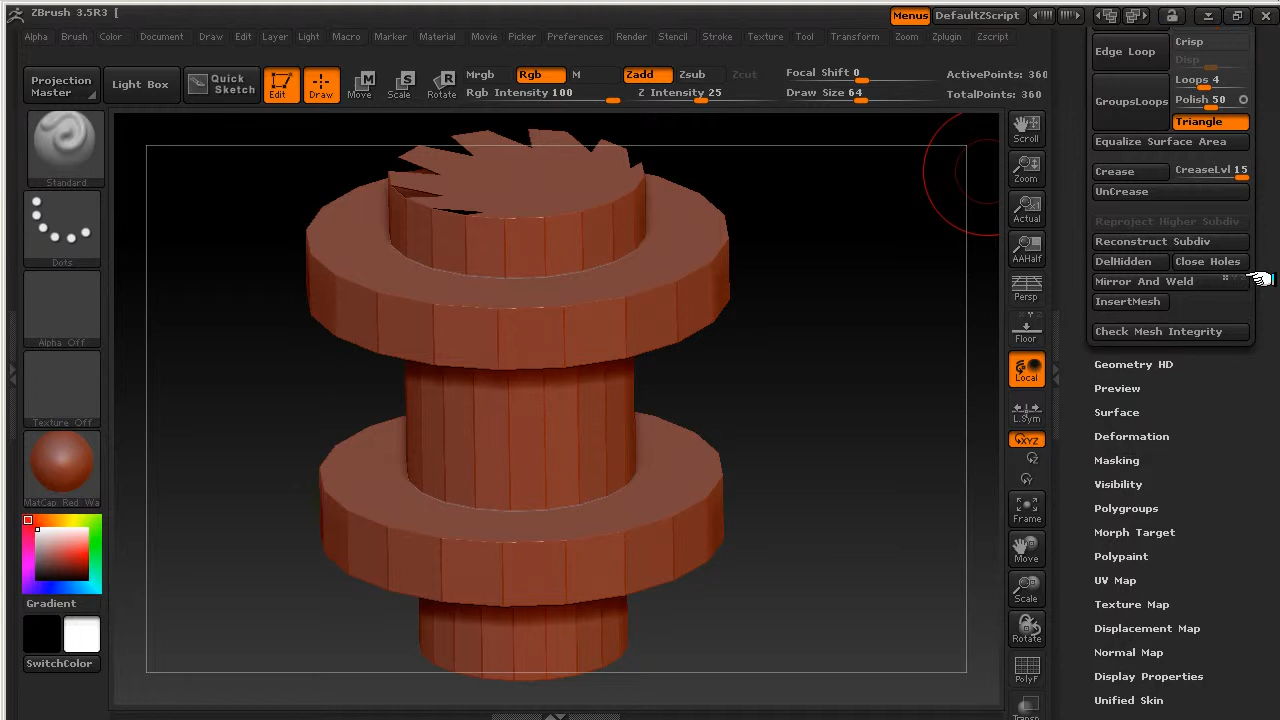 ZBrush 3.5R3 [
Menus DefaultZScript
Alpha Brush Color Document Draw Edit Layer Light Macro Marker Material Movie Picker Preferences Render Stencil Stroke Texture Tool Transform Zoom Zplugin Zscript
Projection Master
Light Box
Quick Sketch
Edit
Draw
Move
Scale
Rotate
Mrgb Rgb M
Rgb Intensity 100
Zadd Zsub Zcut
Z Intensity 25
Focal Shift 0
Draw Size 64
ActivePoints: 360
TotalPoints: 360
Standard
Dots
Alpha Off
Texture Off
MatCap Red Wa
Gradient
SwitchColor
Scroll
Zoom
Actual
AAHalf
Persp
Floor
Local
L.Sym
XYZ
Frame
Move
Scale
Rotate
PolyF
Transp
Edge Loop
Crisp
Disp
GroupsLoops
Loops 4
Polish 50
Triangle
Equalize Surface Area
Crease CreaseLvl 15
UnCrease
Reproject Higher Subdiv
Reconstruct Subdiv
DelHidden Close Holes
Mirror And Weld
InsertMesh
Check Mesh Integrity
Geometry HD
Preview
Surface
Deformation
Masking
Visibility
Polygroups
Morph Target
Polypaint
UV Map
Texture Map
Displacement Map
Normal Map
Display Properties
Unified Skin